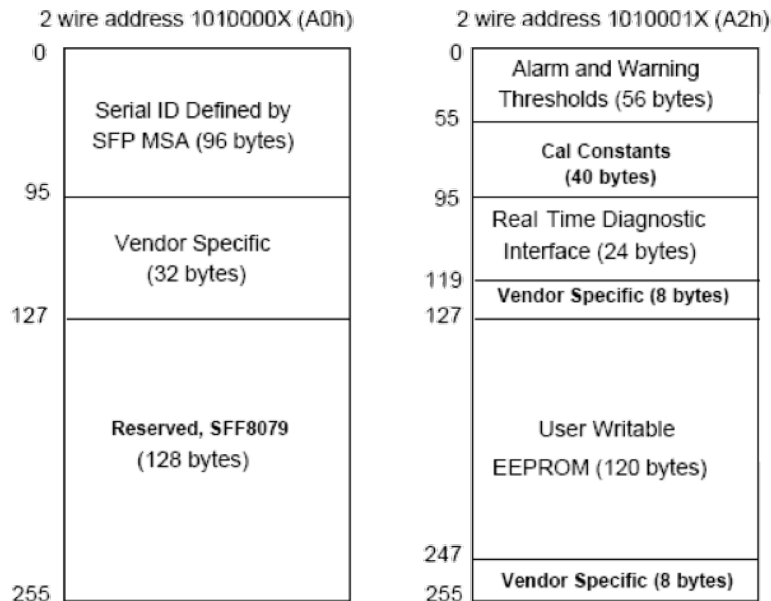 2 wire address 1010000X (A0h)
0
Serial ID Defined by
SFP MSA (96 bytes)
95
Vendor Specific
(32 bytes)
127
Reserved, SFF8079
(128 bytes)
255
2 wire address 1010001X (A2h)
0
Alarm and Warning
Thresholds (56 bytes)
55
Cal Constants
(40 bytes)
95
Real Time Diagnostic
Interface (24 bytes)
119
Vendor Specific (8 bytes)
127
User Writable
EEPROM (120 bytes)
247
Vendor Specific (8 bytes)
255